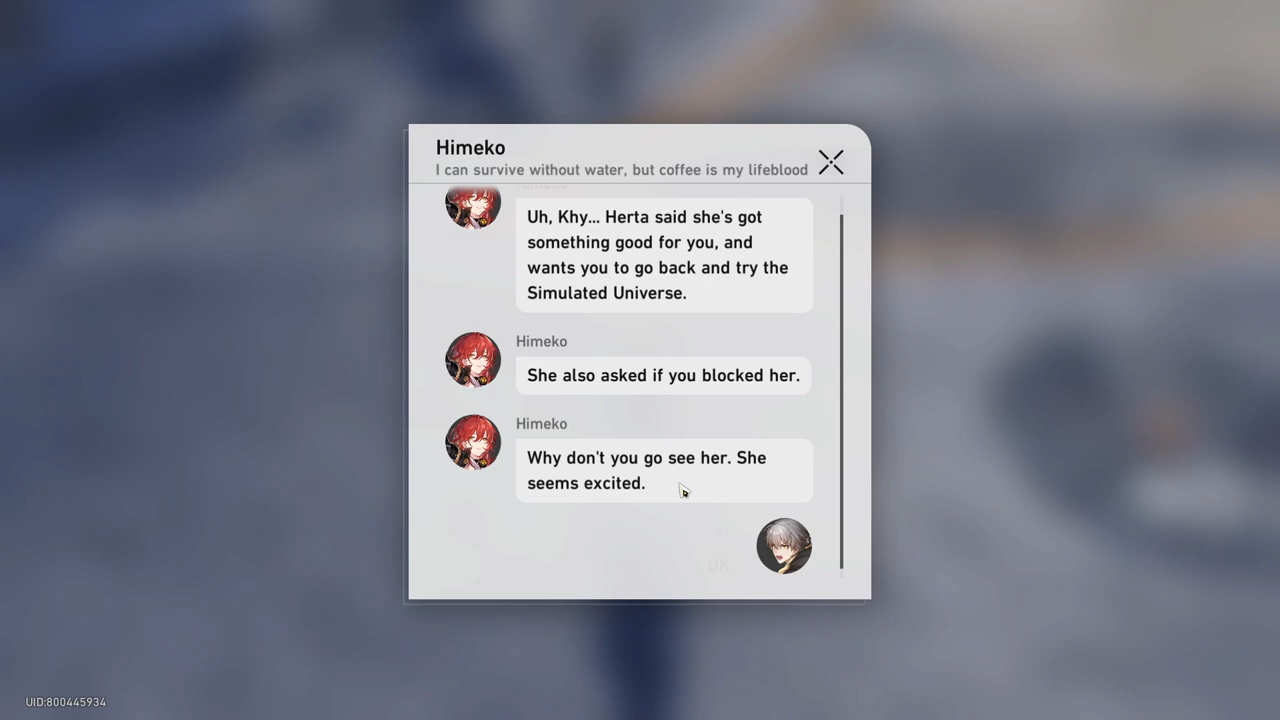 Himeko
I can survive without water, but coffee is my lifeblood
Himeko
Uh, Khy... Herta said she's got
something good for you, and
wants you to go back and try the
Simulated Universe.
Himeko
She also asked if you blocked her.
Himeko
Why don't you go see her. She
seems excited.
OK
UID:800445934